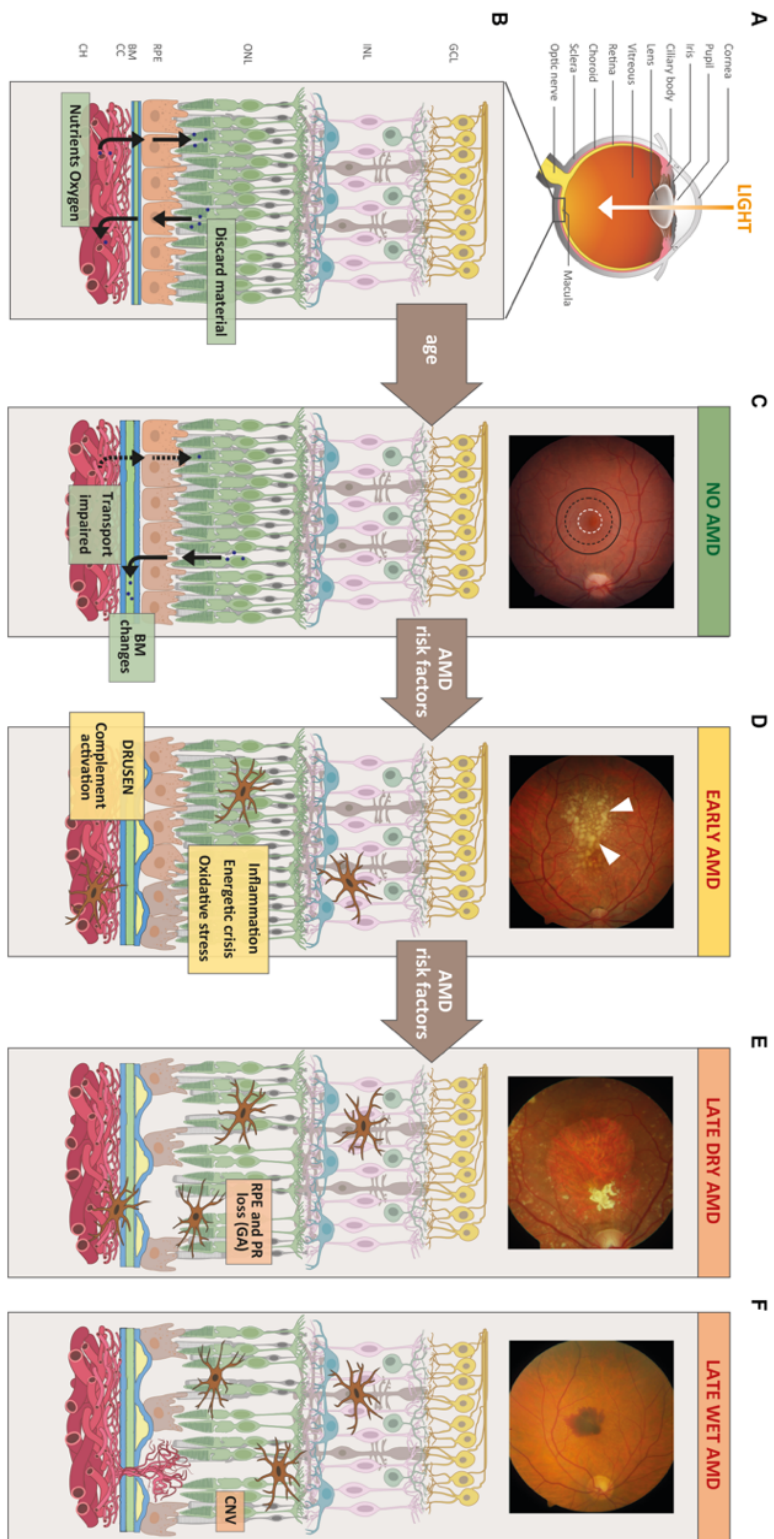 A
Cornea
Pupil
Iris
Ciliary body
Lens
Vitreous
Retina
Choroid
Sclera
Optic nerve
LIGHT
Macula
B
GCL
INL
ONL
RPE
BM
CC
CH
Discard material
Nutrients Oxygen
age
C
NO AMD
Transport
impaired
BM
changes
AMD
risk factors
D
EARLY AMD
Inflammation
Energetic crisis
Oxidative stress
DRUSEN
Complement
activation
AMD
risk factors
E
LATE DRY AMD
RPE and PR
loss (GA)
F
LATE WET AMD
CNV